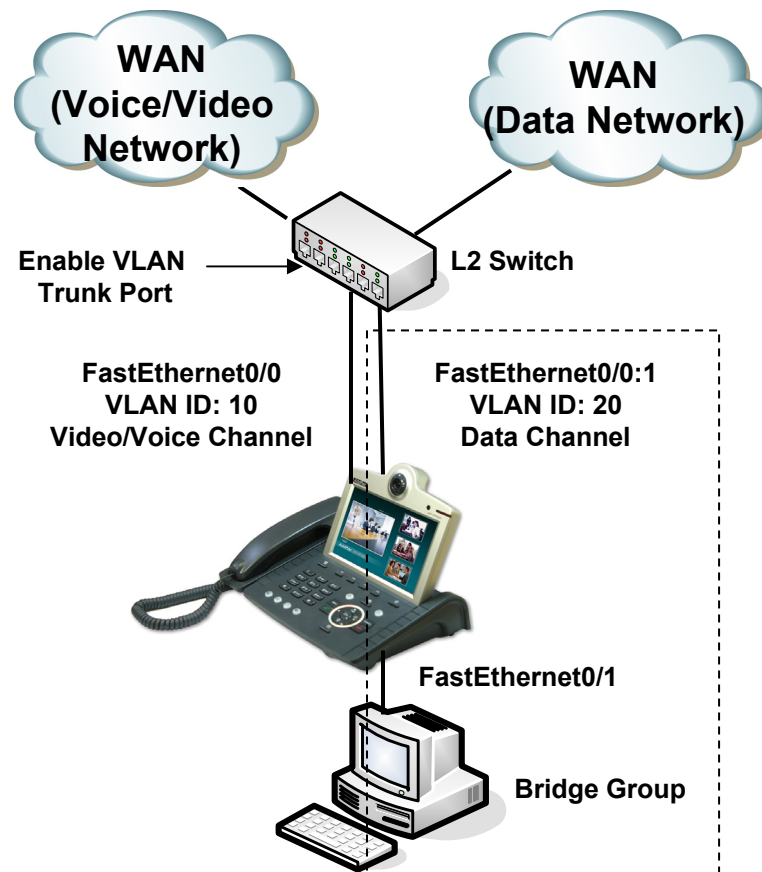 WAN
(Voice/Video
Network)
WAN
(Data Network)
Enable VLAN
Trunk Port
L2 Switch
FastEthernet0/0
VLAN ID: 10
Video/Voice Channel
FastEthernet0/0:1
VLAN ID: 20
Data Channel
FastEthernet0/1
Bridge Group